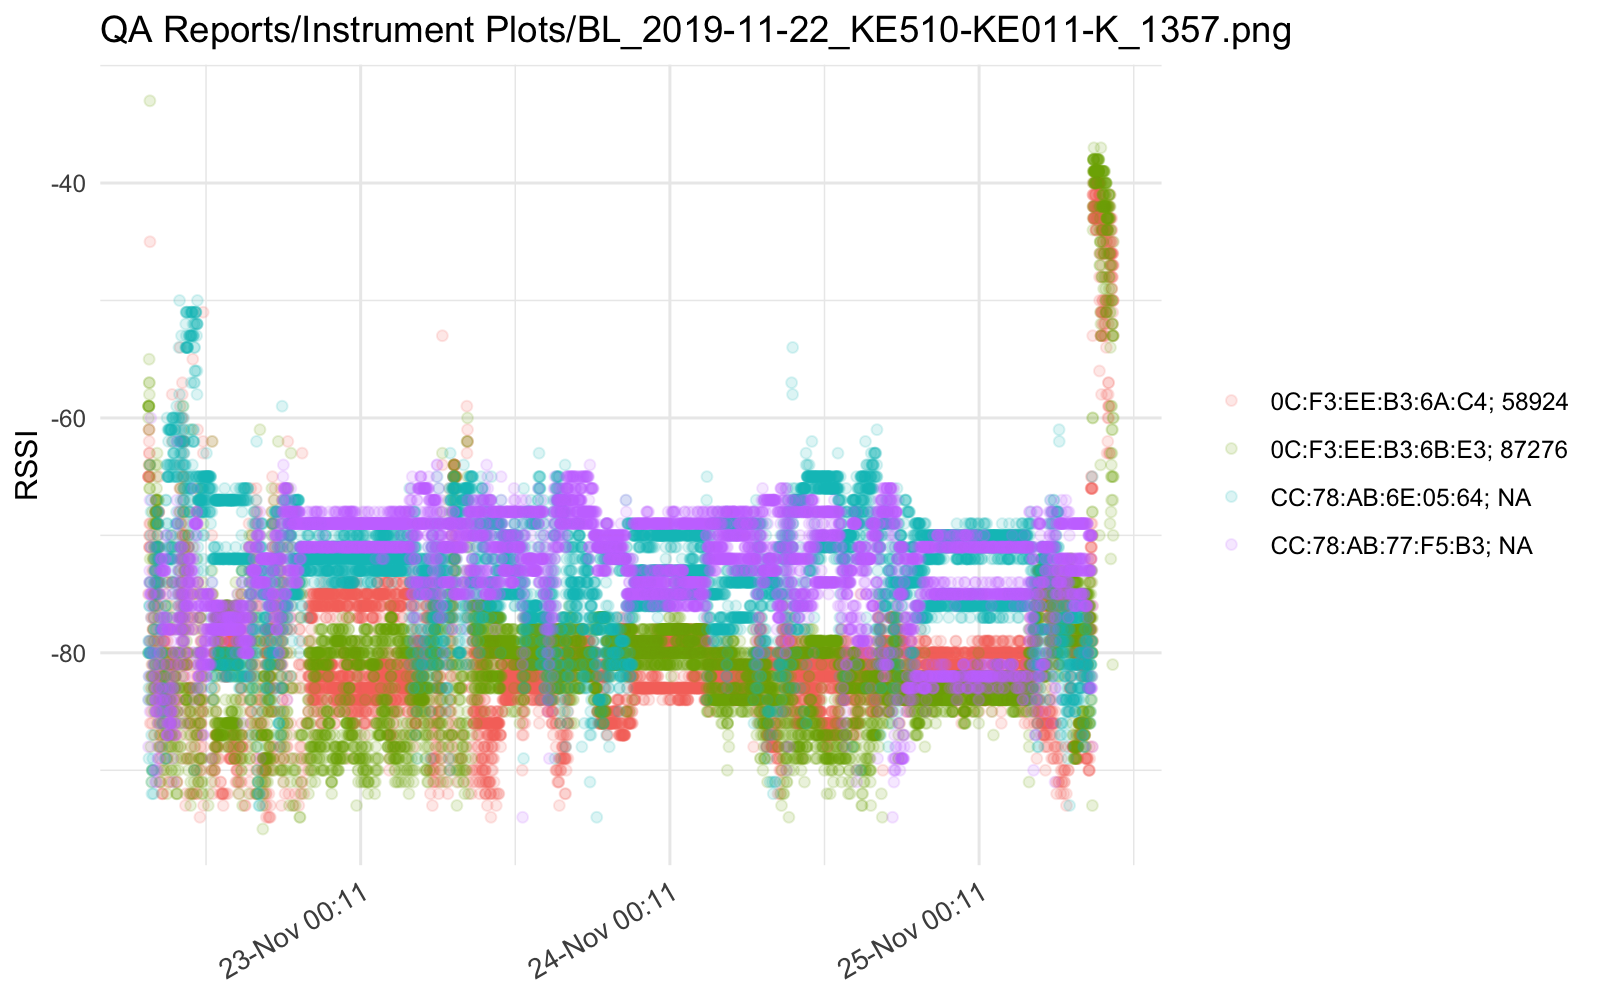 QA Reports/Instrument Plots/BL_2019-11-22_KE510-KE011-K_1357.png
RSSI
-40
-60
-80
23-Nov 00:11
24-Nov 00:11
25-Nov 00:11
0C:F3:EE:B3:6A:C4; 58924
0C:F3:EE:B3:6B:E3; 87276
CC:78:AB:6E:05:64; NA
CC:78:AB:77:F5:B3; NA